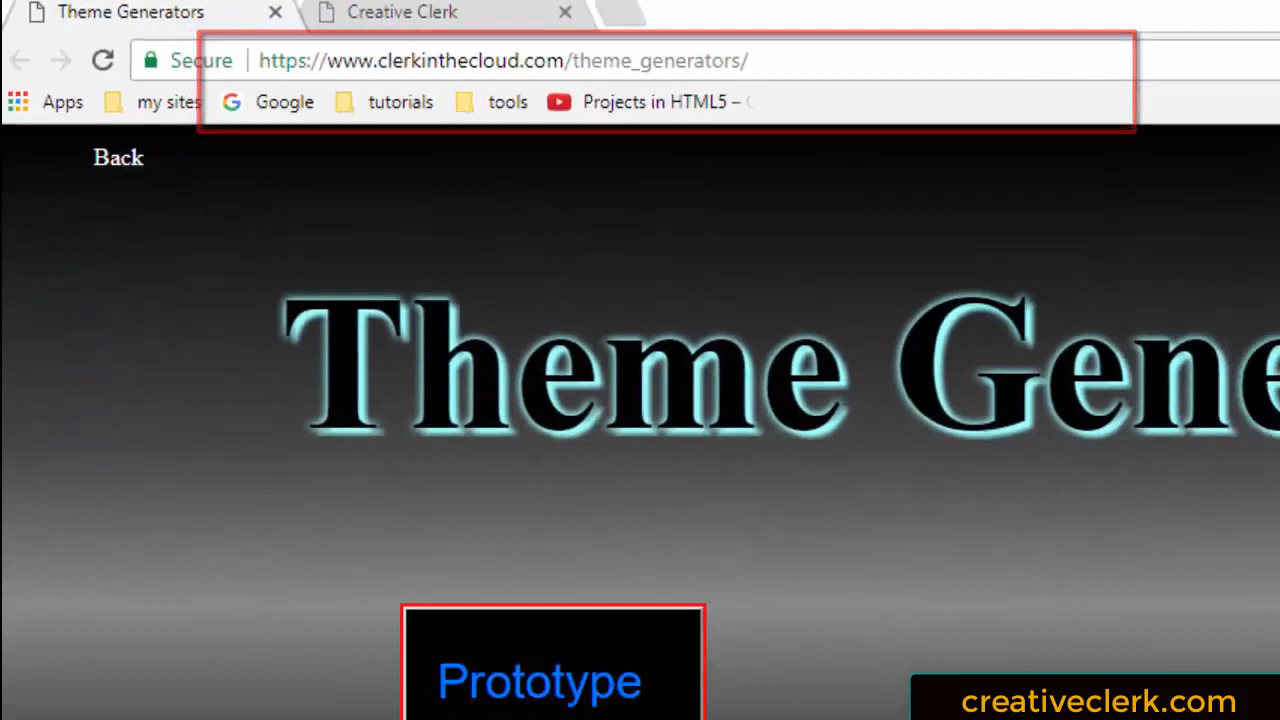 Theme Generators Creative Clerk
Secure https://www.clerkinthecloud.com/theme_generators/
Apps my sites Google tutorials tools Projects in HTML5 –
Back
Theme Gene
Prototype
creativeclerk.com